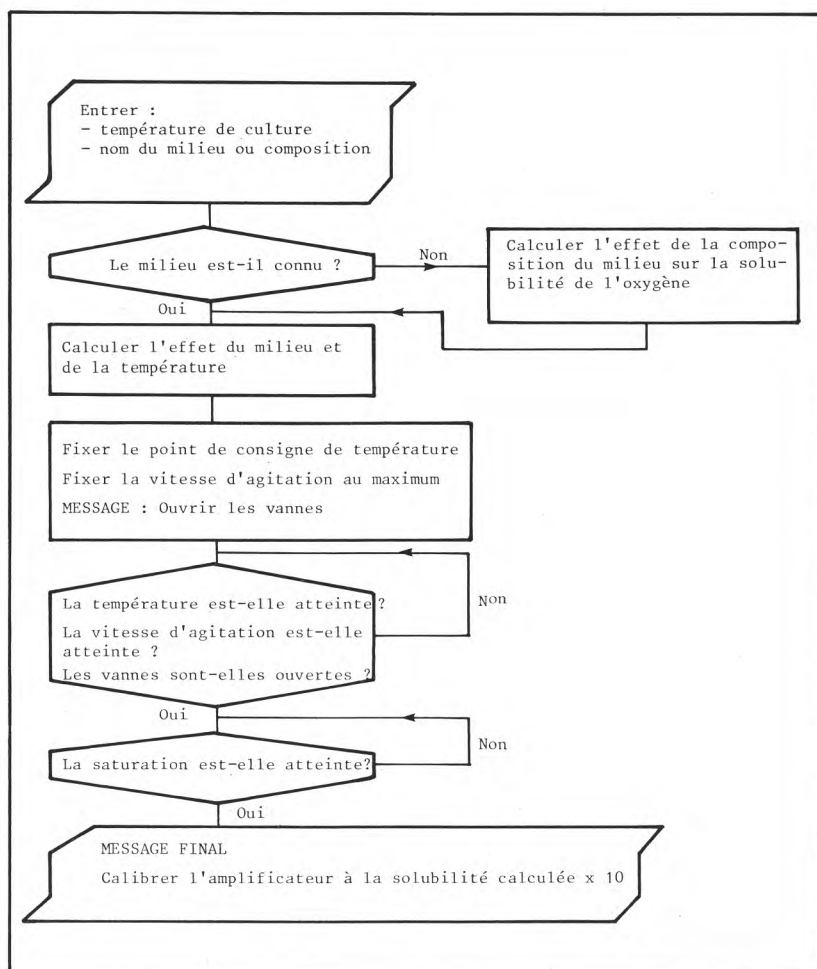 Entrer :
- température de culture
- nom du milieu ou composition
Le milieu est-il connu ?
Non
Calculer l'effet de la compo-
sition du milieu sur la solu-
bilité de l'oxygène
Oui
Calculer l'effet du milieu et
de la température
Fixer le point de consigne de température
Fixer la vitesse d'agitation au maximum
MESSAGE : Ouvrir les vannes
La température est-elle atteinte ?
La vitesse d'agitation est-elle
atteinte ?
Les vannes sont-elles ouvertes ?
Non
Oui
La saturation est-elle atteinte?
Non
Oui
MESSAGE FINAL
Calibrer l'amplificateur à la solubilité calculée x 10